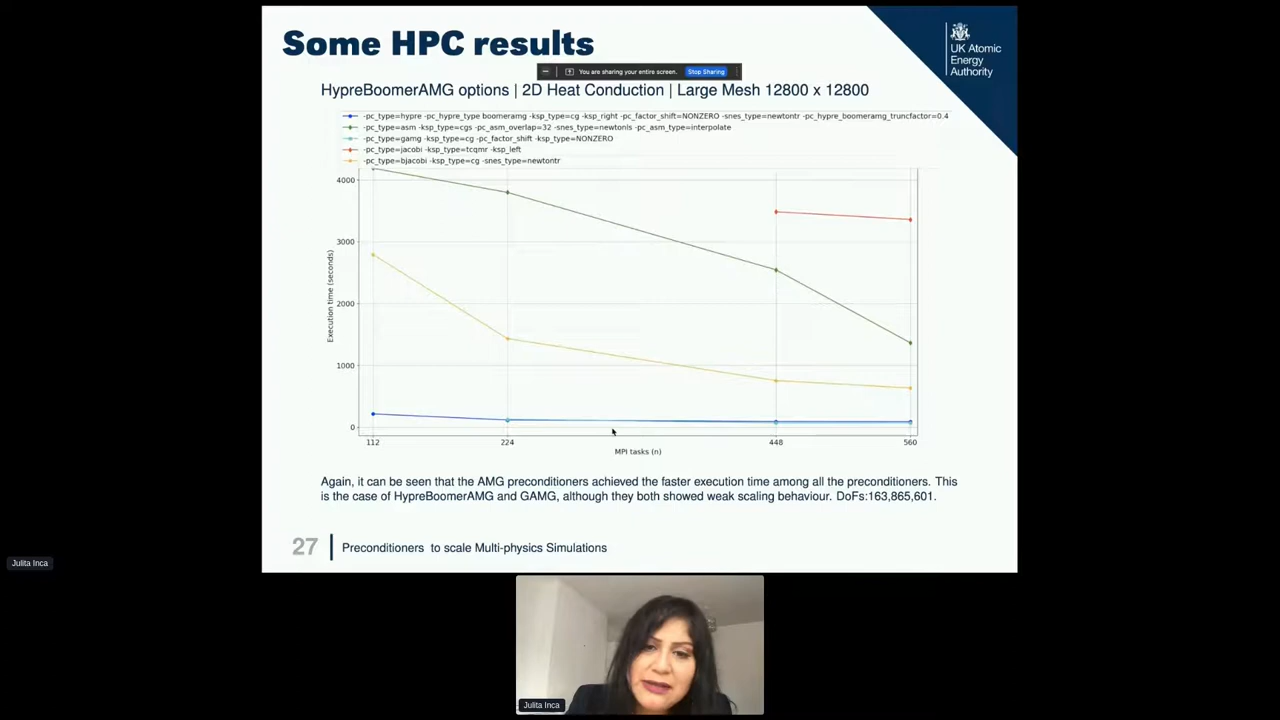 Some HPC results
UK Atomic
Energy
Authority
You are sharing your entire screen.
Stop Sharing
HypreBoomerAMG options | 2D Heat Conduction | Large Mesh 12800 x 12800
-pc_type=hypre -pc_hypre_type boomeramg -ksp_type=cg -ksp_right -pc_factor_shift=NONZERO -snes_type=newtontr -pc_hypre_boomeramg_truncfactor=0.4
-pc_type=asm -ksp_type=cgs -pc_asm_overlap=32 -snes_type=newtonls -pc_asm_type=interpolate
-pc_type=gamg -ksp_type=cg -pc_factor_shift -ksp_type=NONZERO
-pc_type=jacobi -ksp_type=tcqmr -ksp_left
-pc_type=bjacobi -ksp_type=cg -snes_type=newtontr
4000
3000
2000
1000
0
Execution time (seconds)
112
224
448
560
MPI tasks (n)
Again, it can be seen that the AMG preconditioners achieved the faster execution time among all the preconditioners. This
is the case of HypreBoomerAMG and GAMG, although they both showed weak scaling behaviour. DoFs:163,865,601.
27
Preconditioners to scale Multi-physics Simulations
Julita Inca
Julita Inca